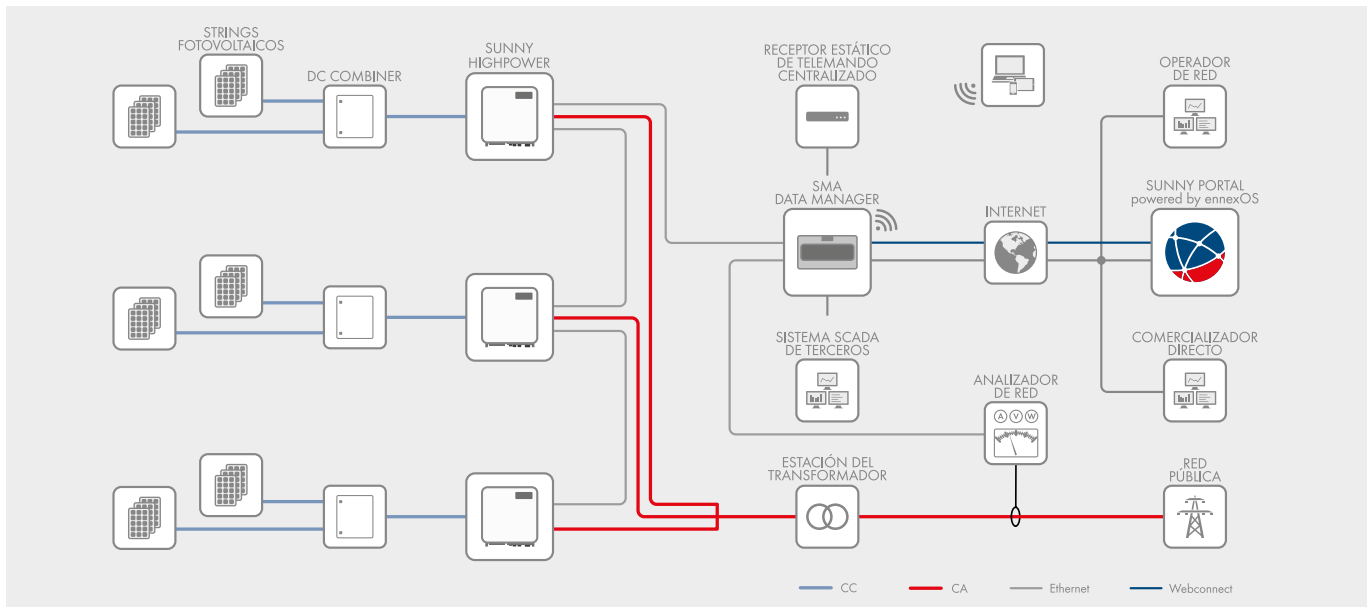 STRINGS
FOTOVOLTAICOS
DC COMBINER
SUNNY
HIGHPOWER
RECEPTOR ESTÁTICO
DE TELEMANDO
CENTRALIZADO
OPERADOR
DE RED
SMA
DATA MANAGER
INTERNET
SUNNY PORTAL
powered by ennexOS
SISTEMA SCADA
DE TERCEROS
COMERCIALIZADOR
DIRECTO
ANALIZADOR
DE RED
A V W
ESTACIÓN DEL
TRANSFORMADOR
RED
PÚBLICA
CC
CA
Ethernet
Webconnect